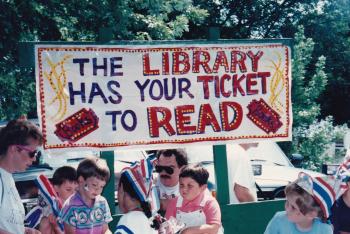 THE LIBRARY
HAS YOUR TICKET
TO READ